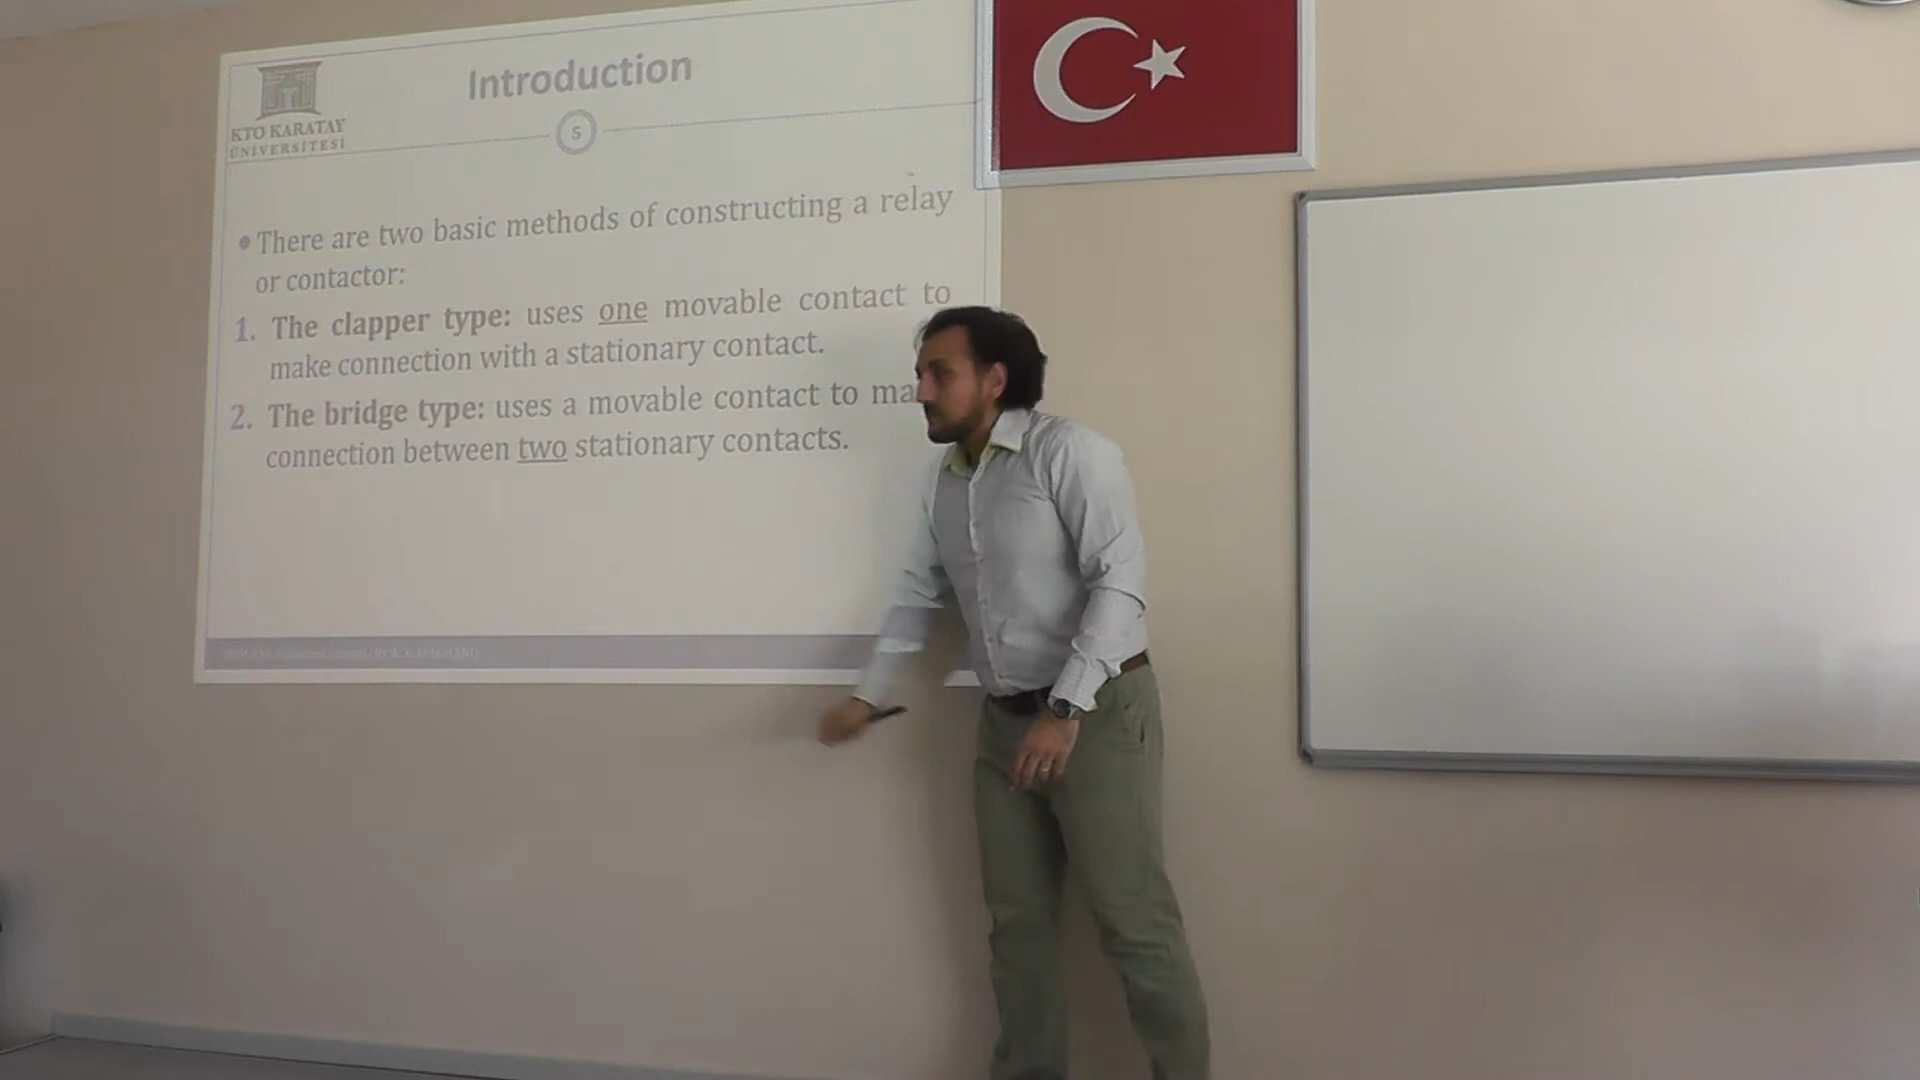 Introduction
KTO KARATAY
ÜNİVERSİTESİ
5
• There are two basic methods of constructing a relay
or contactor:
1. The clapper type: uses one movable contact to
make connection with a stationary contact.
2. The bridge type: uses a movable contact to ma
connection between two stationary contacts.